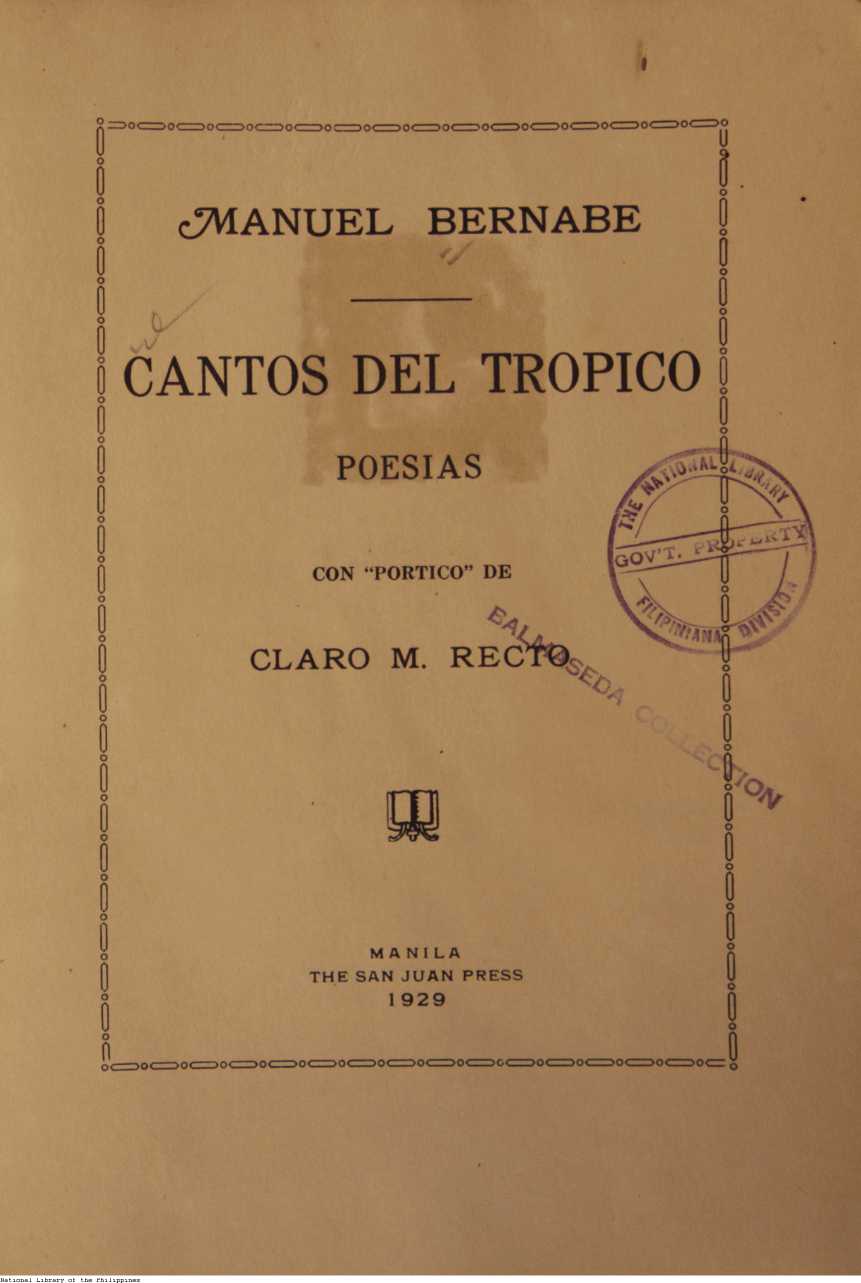 MANUEL BERNABE
CANTOS DEL TROPICO
POESIAS
CON “PORTICO” DE
CLARO M. RECTO
THE NATIONAL LIBRARY
GOV'T. PROPERTY
FILIPINIANA DIVISION
BALMASEDA COLLECTION
MANILA
THE SAN JUAN PRESS
1929
National Library of the Philippines